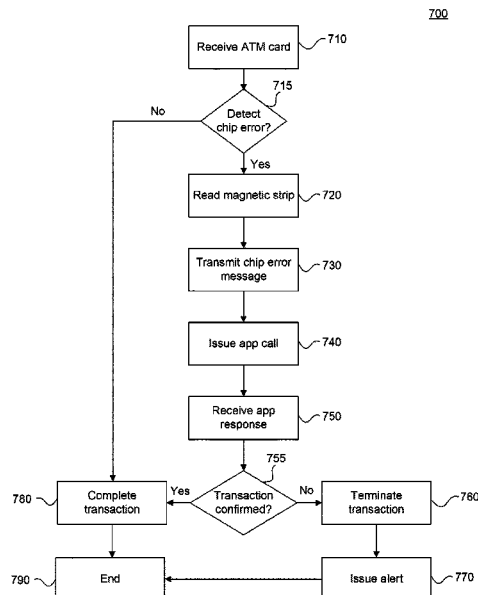 700
Receive ATM card
710
715
Detect
chip error?
No
Yes
Read magnetic strip
720
Transmit chip error
message
730
Issue app call
740
Receive app
response
750
755
Transaction
confirmed?
Yes
No
780
Complete
transaction
Terminate
transaction
760
790
End
Issue alert
770